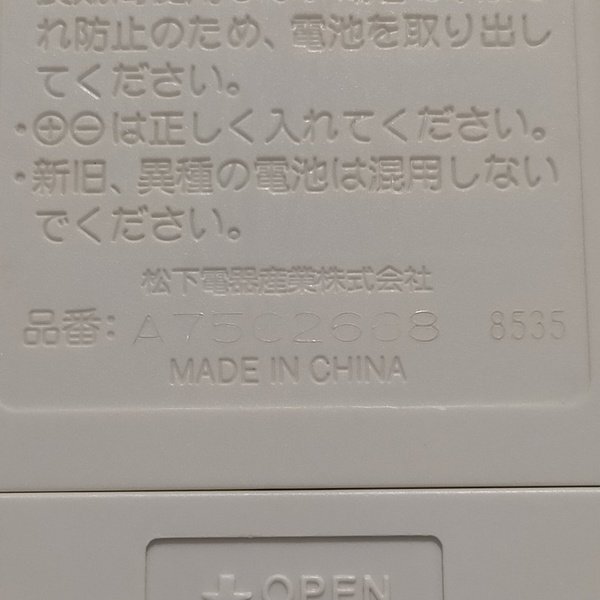 れ防止のため、電池を取り出し
てください。
・⊕⊖は正しく入れてください。
・新旧、異種の電池は混用しない
でください。
松下電器産業株式会社
品番: A75C2608 8535
MADE IN CHINA
OPEN